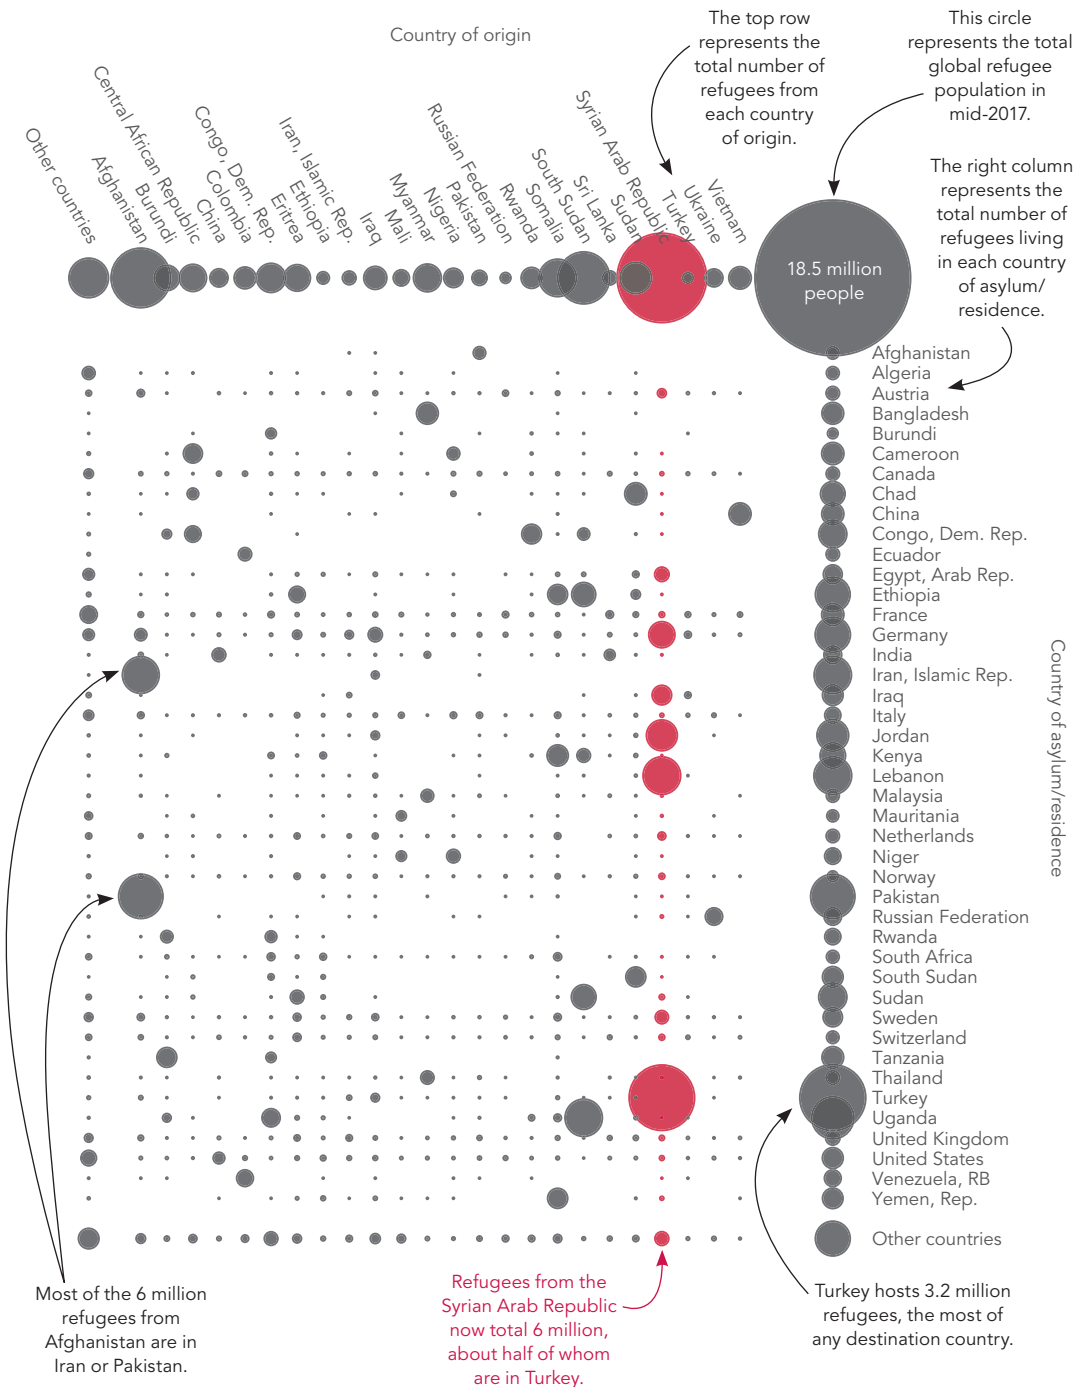 Country of origin
The top row
represents the
total number of
refugees from
each country
of origin.
This circle
represents the total
global refugee
population in
mid-2017.
The right column
represents the
total number of
refugees living
in each country
of asylum/
residence.
Other countries
Afghanistan
Burundi
Central African Republic
China
Colombia
Congo, Dem. Rep.
Eritrea
Ethiopia
Iran, Islamic Rep.
Iraq
Mali
Myanmar
Nigeria
Pakistan
Russian Federation
Rwanda
Somalia
South Sudan
Sri Lanka
Sudan
Syrian Arab Republic
Turkey
Ukraine
Vietnam
18.5 million
people
Afghanistan
Algeria
Austria
Bangladesh
Burundi
Cameroon
Canada
Chad
China
Congo, Dem. Rep.
Ecuador
Egypt, Arab Rep.
Ethiopia
France
Germany
India
Iran, Islamic Rep.
Iraq
Italy
Jordan
Kenya
Lebanon
Malaysia
Mauritania
Netherlands
Niger
Norway
Pakistan
Russian Federation
Rwanda
South Africa
South Sudan
Sudan
Sweden
Switzerland
Tanzania
Thailand
Turkey
Uganda
United Kingdom
United States
Venezuela, RB
Yemen, Rep.
Other countries
Country of asylum/residence
Most of the 6 million
refugees from
Afghanistan are in
Iran or Pakistan.
Refugees from the
Syrian Arab Republic
now total 6 million,
about half of whom
are in Turkey.
Turkey hosts 3.2 million
refugees, the most of
any destination country.